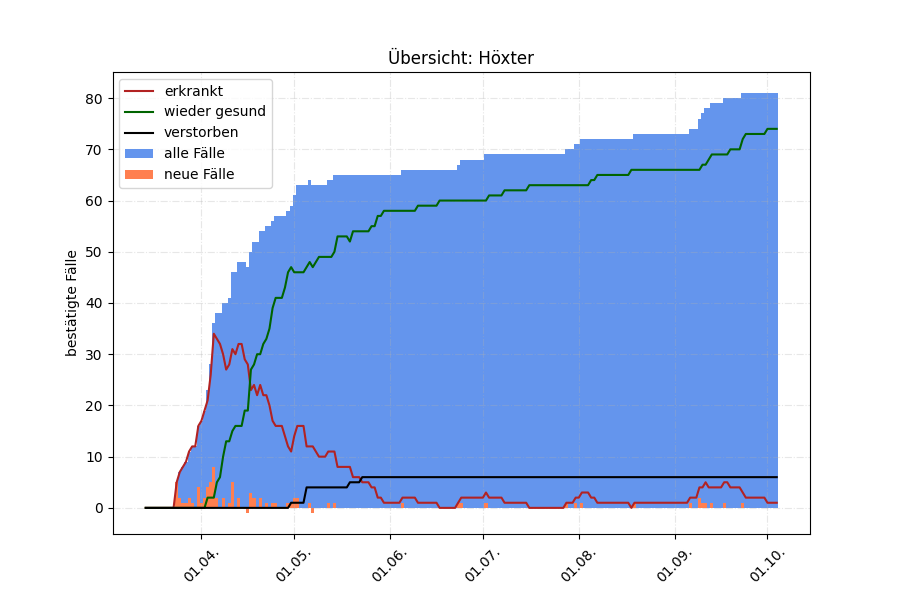 Übersicht: Höxter
erkrankt
wieder gesund
verstorben
alle Fälle
neue Fälle
bestätigte Fälle
80
70
60
50
40
30
20
10
0
01.04.
01.05.
01.06.
01.07.
01.08.
01.09.
01.10.